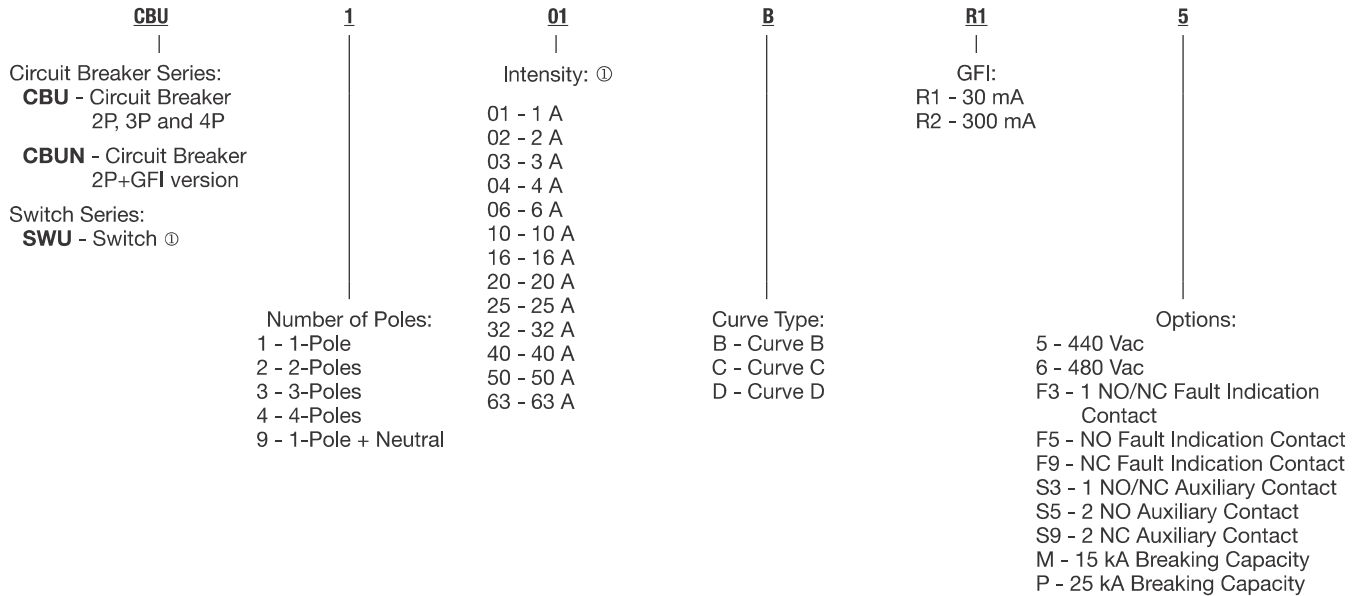 CBU 1 01 B R1 5
Circuit Breaker Series:
CBU - Circuit Breaker
2P, 3P and 4P
CBUN - Circuit Breaker
2P+GFI version
Switch Series:
SWU - Switch ①
Number of Poles:
1 - 1-Pole
2 - 2-Poles
3 - 3-Poles
4 - 4-Poles
9 - 1-Pole + Neutral
Intensity: ①
01 - 1 A
02 - 2 A
03 - 3 A
04 - 4 A
06 - 6 A
10 - 10 A
16 - 16 A
20 - 20 A
25 - 25 A
32 - 32 A
40 - 40 A
50 - 50 A
63 - 63 A
Curve Type:
B - Curve B
C - Curve C
D - Curve D
GFI:
R1 - 30 mA
R2 - 300 mA
Options:
5 - 440 Vac
6 - 480 Vac
F3 - 1 NO/NC Fault Indication
Contact
F5 - NO Fault Indication Contact
F9 - NC Fault Indication Contact
S3 - 1 NO/NC Auxiliary Contact
S5 - 2 NO Auxiliary Contact
S9 - 2 NC Auxiliary Contact
M - 15 kA Breaking Capacity
P - 25 kA Breaking Capacity